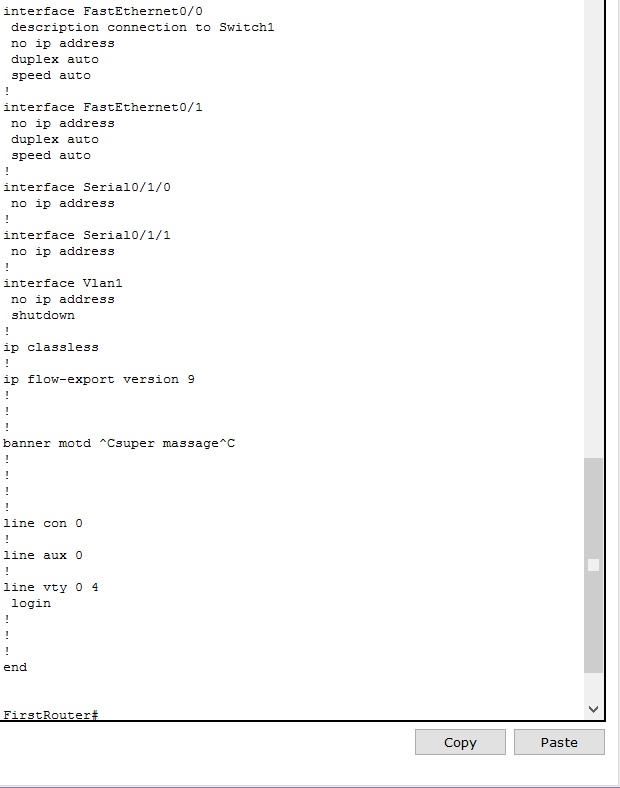 interface FastEthernet0/0
 description connection to Switch1
 no ip address
 duplex auto
 speed auto
!
interface FastEthernet0/1
 no ip address
 duplex auto
 speed auto
!
interface Serial0/1/0
 no ip address
!
interface Serial0/1/1
 no ip address
!
interface Vlan1
 no ip address
 shutdown
!
ip classless
!
ip flow-export version 9
!
!
!
banner motd ^Csuper massage^C
!
!
!
!
line con 0
!
line aux 0
!
line vty 0 4
 login
!
!
!
end
FirstRouter#
Copy
Paste